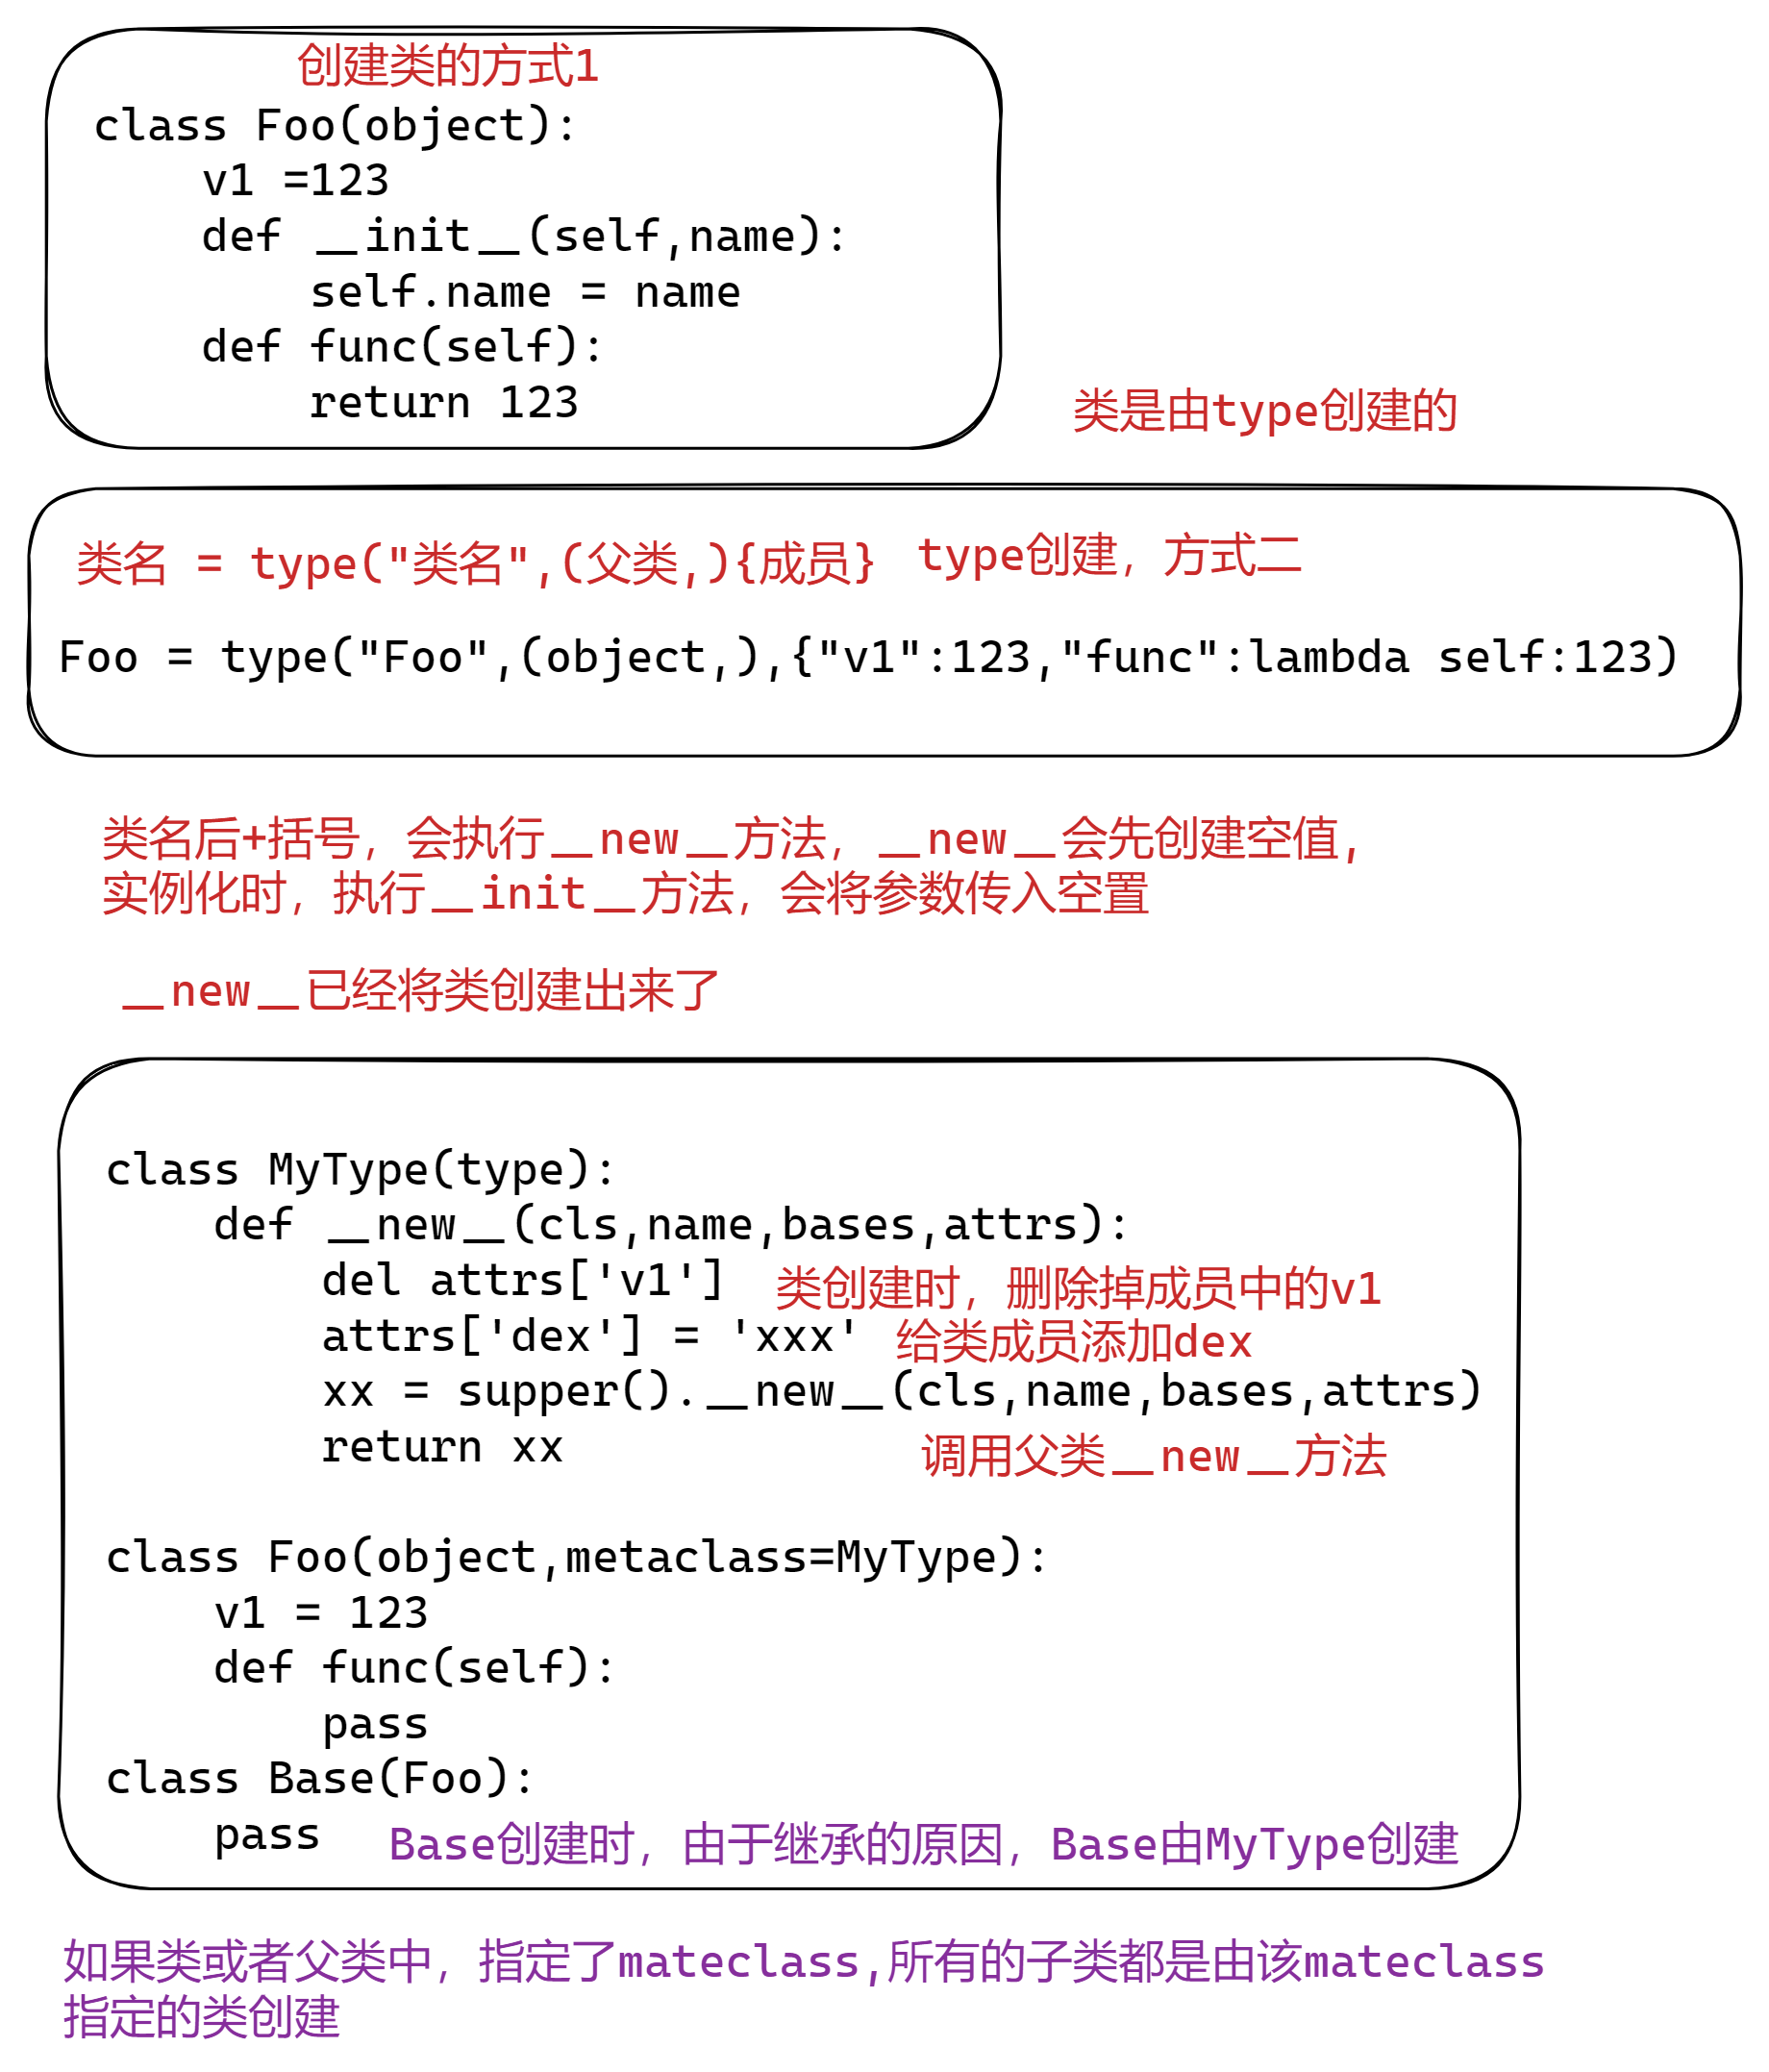 创建类的方式1
class Foo(object):
    v1 =123
    def __init__(self,name):
        self.name = name
    def func(self):
        return 123
类是由type创建的
类名 = type("类名",(父类,){成员}
type创建，方式二
Foo = type("Foo",(object,),{"v1":123,"func":lambda self:123)
类名后+括号，会执行__new__方法，__new__会先创建空值，
实例化时，执行__init__方法，会将参数传入空置
__new__已经将类创建出来了
class MyType(type):
    def __new__(cls,name,bases,attrs):
        del attrs['v1']
类创建时，删除掉成员中的v1
        attrs['dex'] = 'xxx'
给类成员添加dex
        xx = supper().__new__(cls,name,bases,attrs)
        return xx
调用父类__new__方法
class Foo(object,metaclass=MyType):
    v1 = 123
    def func(self):
        pass
class Base(Foo):
    pass
Base创建时，由于继承的原因，Base由MyType创建
如果类或者父类中，指定了mateclass,所有的子类都是由该mateclass
指定的类创建